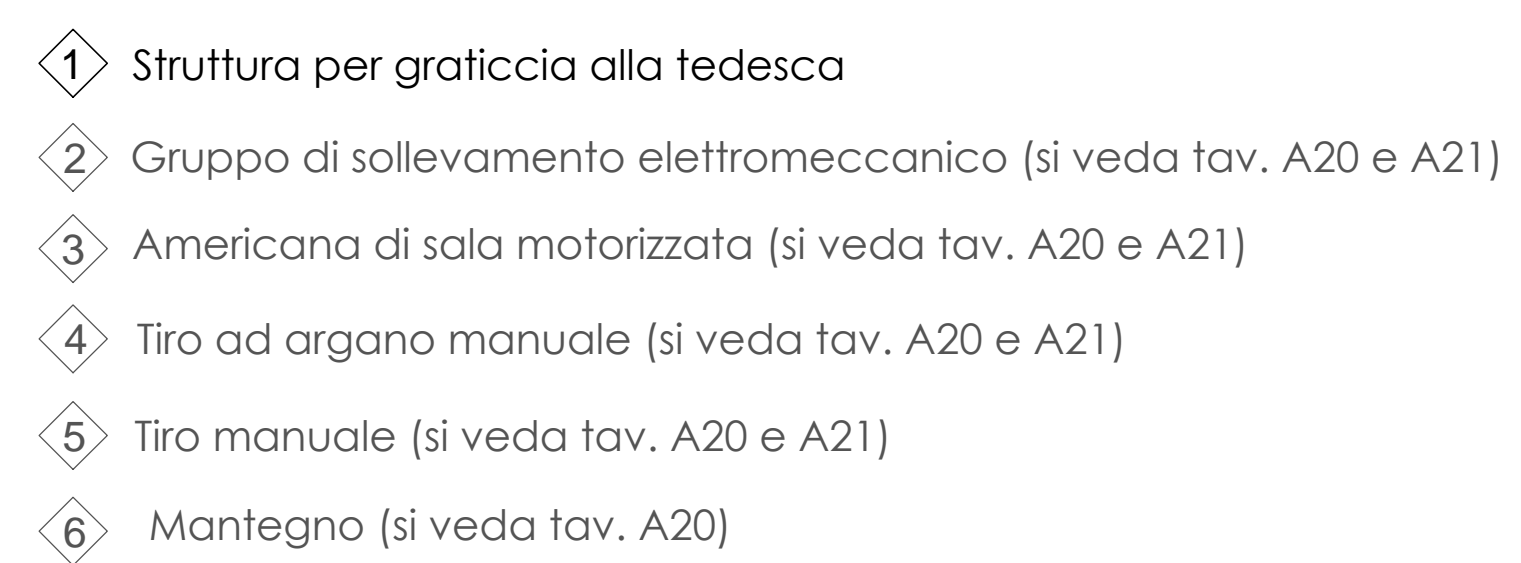 1 Struttura per graticcia alla tedesca
2 Gruppo di sollevamento elettromeccanico (si veda tav. A20 e A21)
3 Americana di sala motorizzata (si veda tav. A20 e A21)
4 Tiro ad argano manuale (si veda tav. A20 e A21)
5 Tiro manuale (si veda tav. A20 e A21)
6 Mantegno (si veda tav. A20)